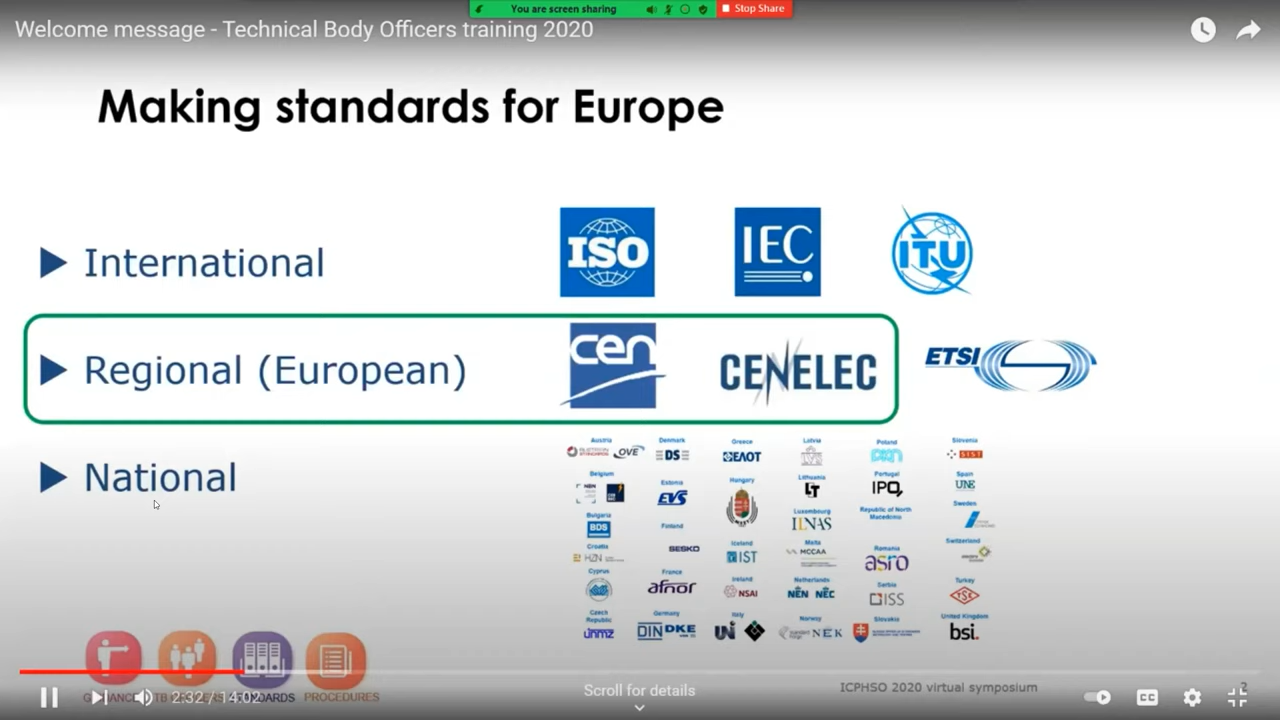 You are screen sharing
Stop Share
Welcome message - Technical Body Officers training 2020
Making standards for Europe
International
ISO
IEC
ITU
Regional (European)
cen
CENELEC
ETSI
National
Austria
Denmark
Greece
Latvia
Poland
Slovenia
OVE
DS
ΕΛΟΤ
SIST
Belgium
Estonia
Hungary
Lithuania
Portugal
Spain
EVS
LT
IPQ
UNE
Bulgaria
Finland
Luxembourg
Republic of North
Macedonia
Sweden
BDS
SESKO
ILNAS
Croatia
Iceland
Malta
Romania
Switzerland
HZN
IST
MCCAA
asro
Cyprus
France
Ireland
Netherlands
Serbia
Turkey
afnor
NSAI
NEN NEC
ISS
TSE
Czech
Republic
Germany
Italy
Norway
Slovakia
United Kingdom
únmz
DIN DKE
UNI
NEK
bsi.
PROCEDURES
2:32 / 14:02
Scroll for details
ICPHSO 2020 virtual symposium
2
CC